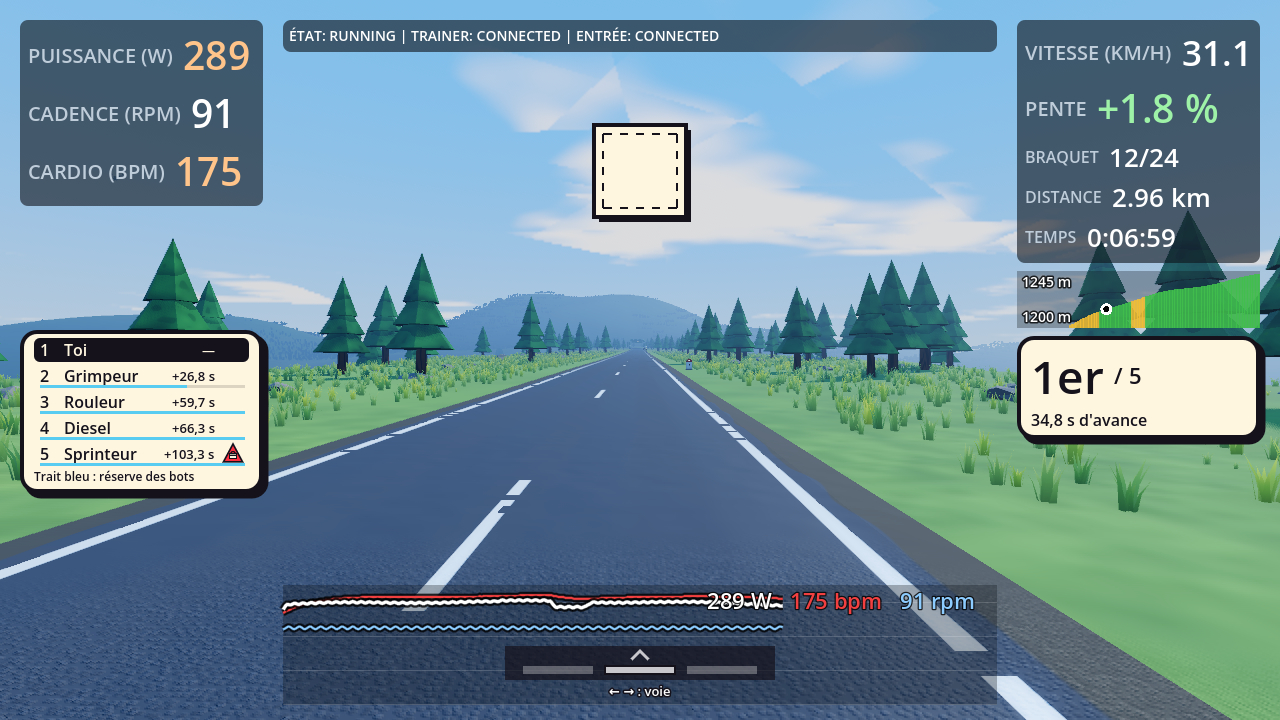 PUISSANCE (W) 289
CADENCE (RPM) 91
CARDIO (BPM) 175
ÉTAT: RUNNING | TRAINER: CONNECTED | ENTRÉE: CONNECTED
VITESSE (KM/H) 31.1
PENTE +1.8 %
BRAQUET 12/24
DISTANCE 2.96 km
TEMPS 0:06:59
1245 m
1200 m
1 Toi —
2 Grimpeur +26,8 s
3 Rouleur +59,7 s
4 Diesel +66,3 s
5 Sprinteur +103,3 s
Trait bleu : réserve des bots
1er / 5
34,8 s d'avance
289 W 175 bpm 91 rpm
← → : voie